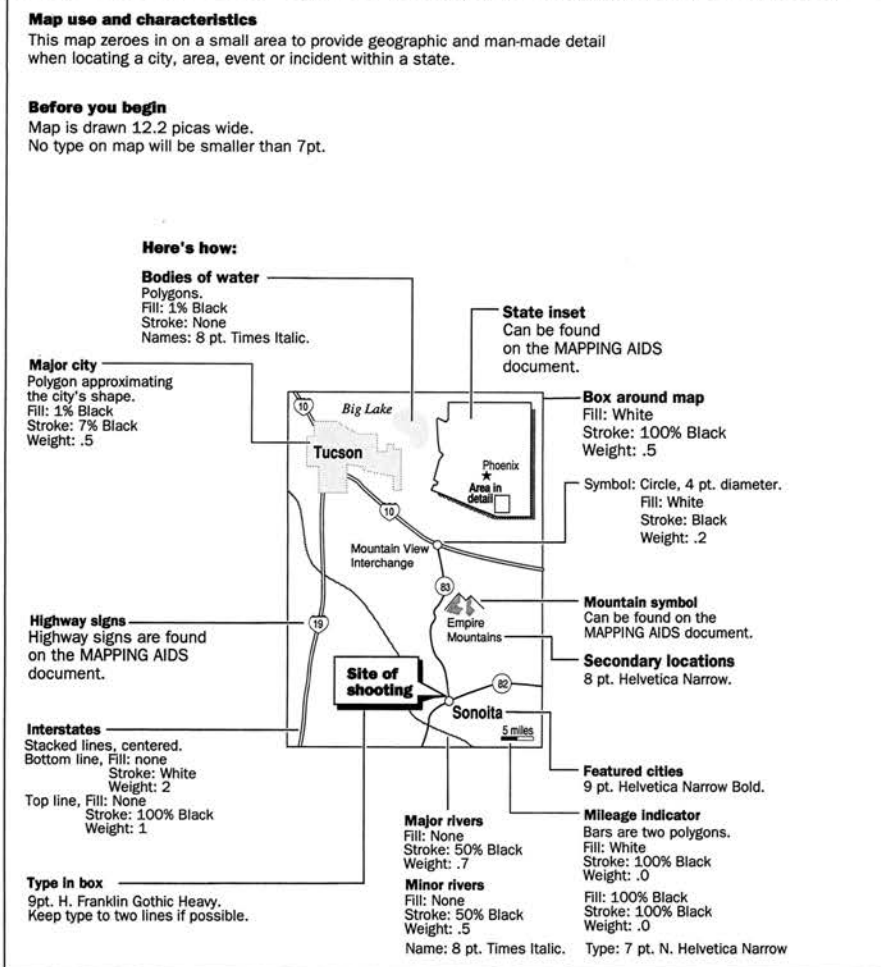 Map use and characteristics
This map zeroes in on a small area to provide geographic and man-made detail
when locating a city, area, event or incident within a state.
Before you begin
Map is drawn 12.2 picas wide.
No type on map will be smaller than 7pt.
Here's how:
Bodies of water
Polygons.
Fill: 1% Black
Stroke: None
Names: 8 pt. Times Italic.
State inset
Can be found
on the MAPPING AIDS
document.
Major city
Polygon approximating
the city's shape.
Fill: 1% Black
Stroke: 7% Black
Weight: .5
Box around map
Fill: White
Stroke: 100% Black
Weight: .5
Symbol: Circle, 4 pt. diameter.
Fill: White
Stroke: Black
Weight: .2
10
Big Lake
Tucson
Phoenix
Area in
detail
10
Mountain View
Interchange
83
Empire
Mountains
19
Site of
shooting
82
Sonoita
5 miles
Mountain symbol
Can be found on the
MAPPING AIDS document.
Secondary locations
8 pt. Helvetica Narrow.
Highway signs
Highway signs are found
on the MAPPING AIDS
document.
Interstates
Stacked lines, centered.
Bottom line, Fill: none
Stroke: White
Weight: 2
Top line, Fill: None
Stroke: 100% Black
Weight: 1
Featured cities
9 pt. Helvetica Narrow Bold.
Type in box
9pt. H. Franklin Gothic Heavy.
Keep type to two lines if possible.
Major rivers
Fill: None
Stroke: 50% Black
Weight: .7
Minor rivers
Fill: None
Stroke: 50% Black
Weight: .5
Name: 8 pt. Times Italic.
Mileage indicator
Bars are two polygons.
Fill: White
Stroke: 100% Black
Weight: .0
Fill: 100% Black
Stroke: 100% Black
Weight: .0
Type: 7 pt. N. Helvetica Narrow